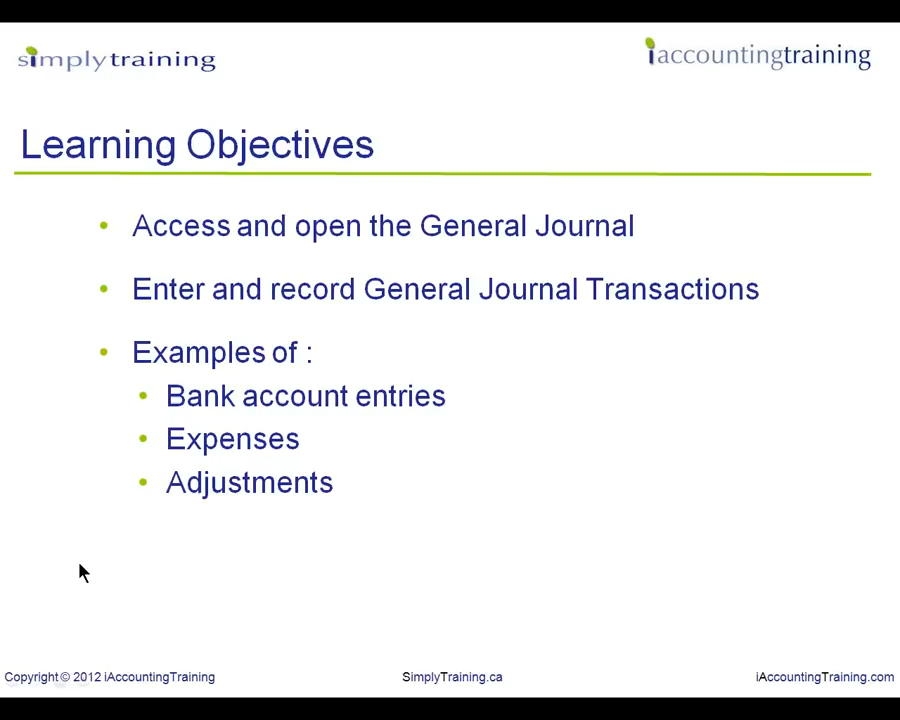 simplytraining
iaccountingtraining
Learning Objectives
• Access and open the General Journal
• Enter and record General Journal Transactions
• Examples of :
• Bank account entries
• Expenses
• Adjustments
Copyright © 2012 iAccountingTraining
SimplyTraining.ca
iAccountingTraining.com